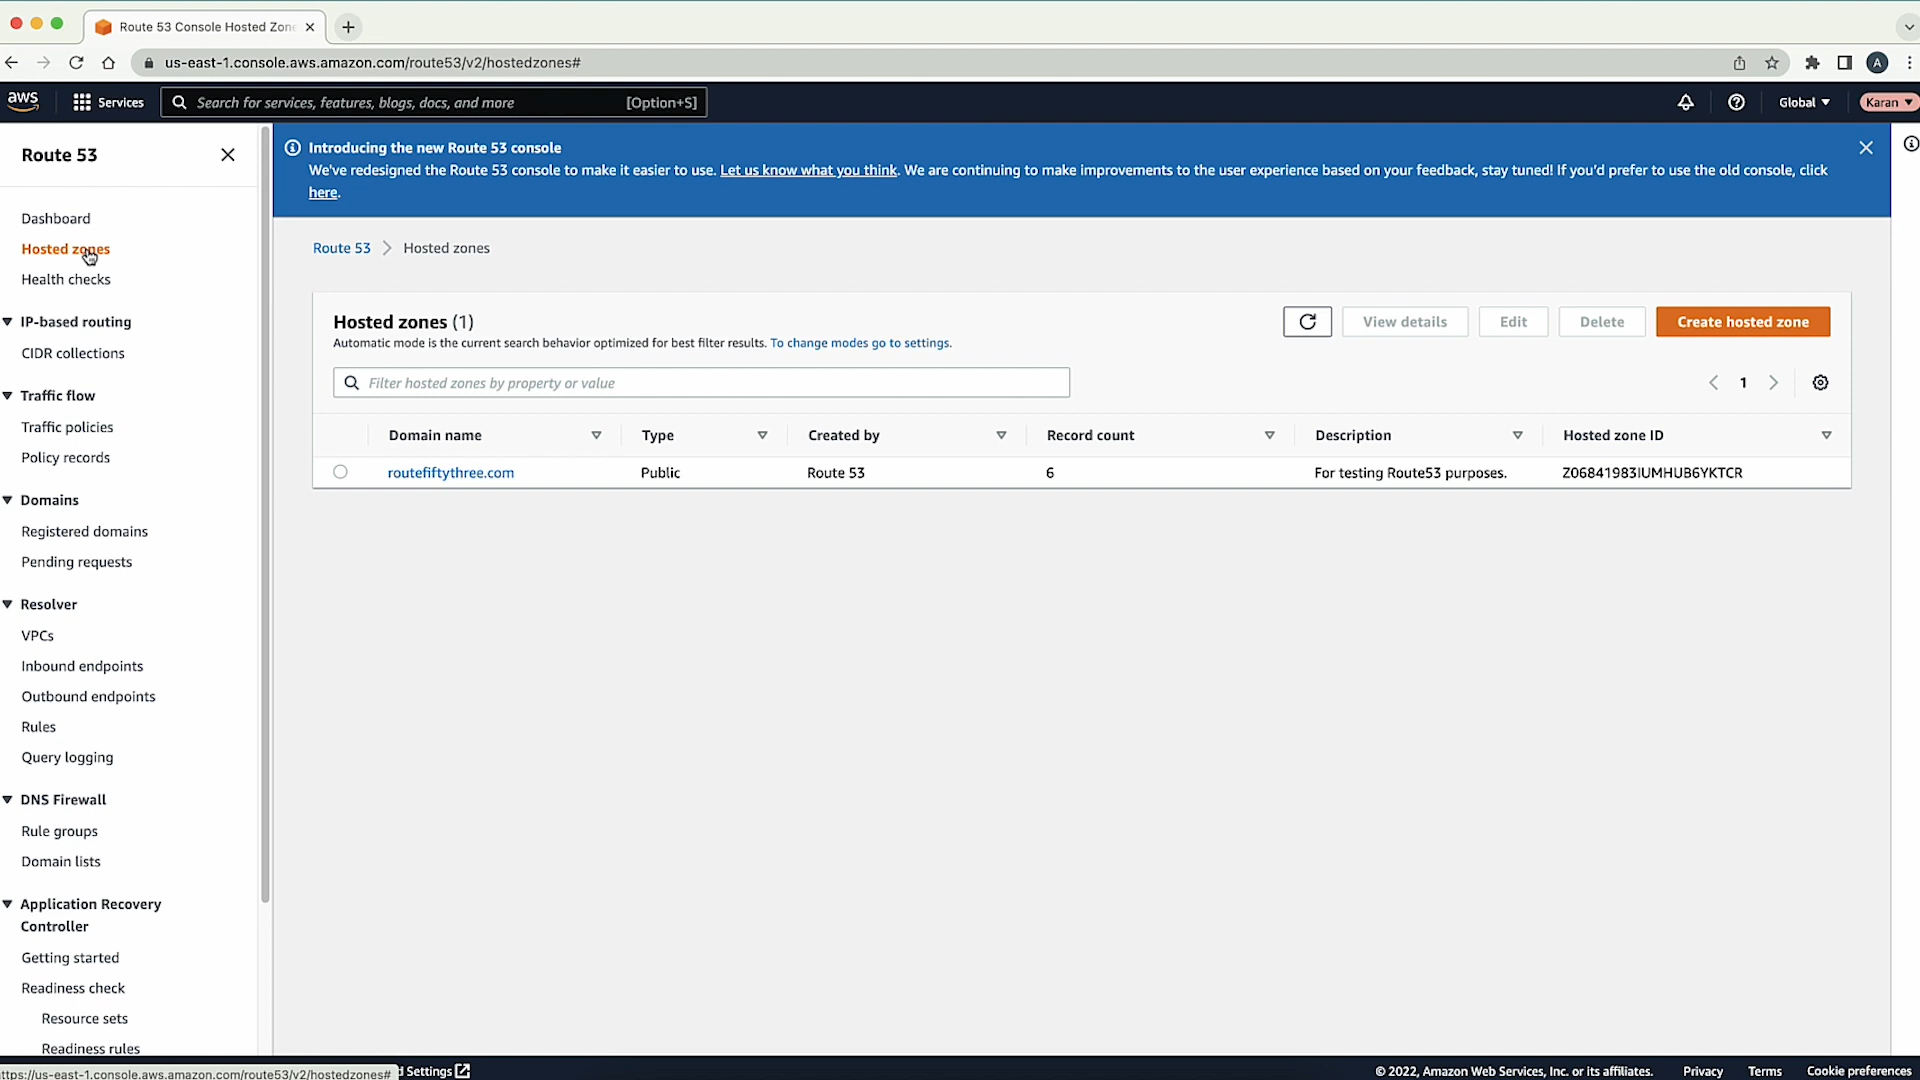 Route 53 Console Hosted Zone
us-east-1.console.aws.amazon.com/route53/v2/hostedzones#
A
aws
Services
Search for services, features, blogs, docs, and more
[Option+S]
Global
Karan
Route 53
Dashboard
Hosted zones
Health checks
IP-based routing
CIDR collections
Traffic flow
Traffic policies
Policy records
Domains
Registered domains
Pending requests
Resolver
VPCs
Inbound endpoints
Outbound endpoints
Rules
Query logging
DNS Firewall
Rule groups
Domain lists
Application Recovery
Controller
Getting started
Readiness check
Resource sets
Readiness rules
Introducing the new Route 53 console
We've redesigned the Route 53 console to make it easier to use. Let us know what you think. We are continuing to make improvements to the user experience based on your feedback, stay tuned! If you'd prefer to use the old console, click
here.
Route 53 > Hosted zones
Hosted zones (1)
Automatic mode is the current search behavior optimized for best filter results. To change modes go to settings.
View details
Edit
Delete
Create hosted zone
Filter hosted zones by property or value
1
Domain name Type Created by Record count Description Hosted zone ID
routefiftythree.com Public Route 53 6 For testing Route53 purposes. Z06841983IUMHUB6YKTCR
ttps://us-east-1.console.aws.amazon.com/route53/v2/hostedzones#
d Settings
© 2022, Amazon Web Services, Inc. or its affiliates. Privacy Terms Cookie preferences